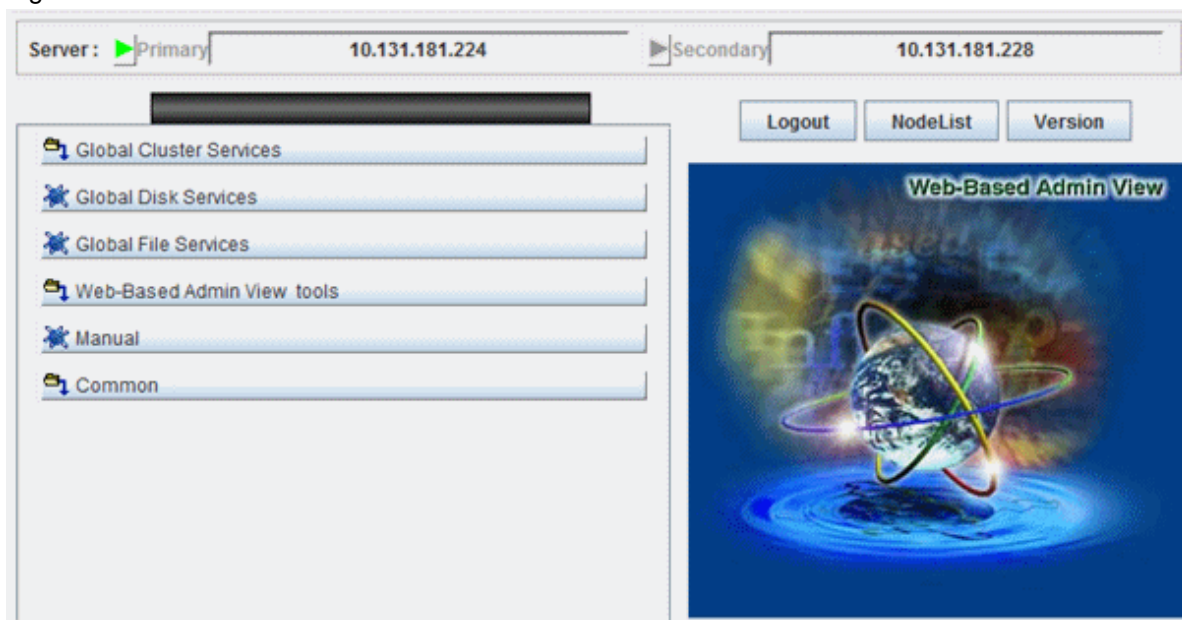 Server : Primary 10.131.181.224 Secondary 10.131.181.228
Logout NodeList Version
Global Cluster Services
Global Disk Services
Global File Services
Web-Based Admin View tools
Manual
Common
Web-Based Admin View